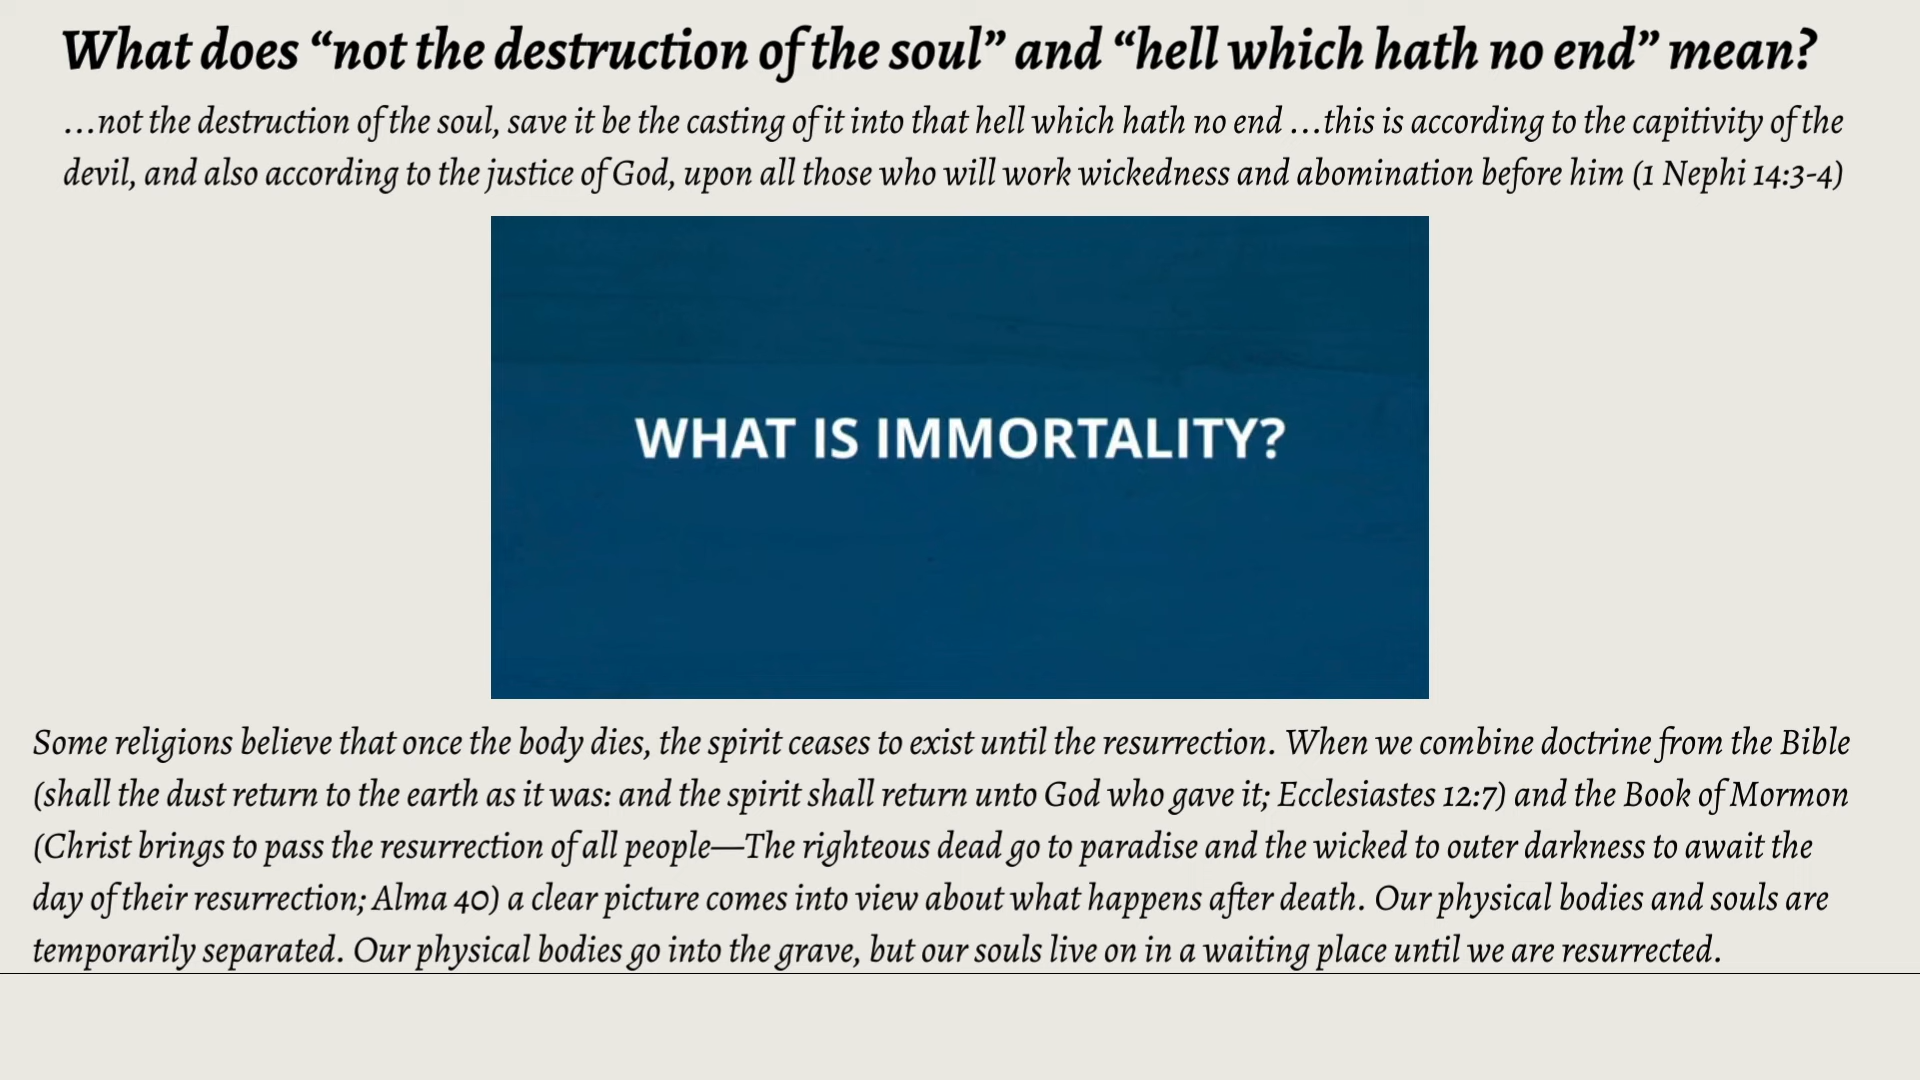 What does “not the destruction of the soul” and “hell which hath no end” mean?
…not the destruction of the soul, save it be the casting of it into that hell which hath no end …this is according to the capitivity of the
devil, and also according to the justice of God, upon all those who will work wickedness and abomination before him (1 Nephi 14:3-4)
WHAT IS IMMORTALITY?
Some religions believe that once the body dies, the spirit ceases to exist until the resurrection. When we combine doctrine from the Bible
(shall the dust return to the earth as it was: and the spirit shall return unto God who gave it; Ecclesiastes 12:7) and the Book of Mormon
(Christ brings to pass the resurrection of all people—The righteous dead go to paradise and the wicked to outer darkness to await the
day of their resurrection; Alma 40) a clear picture comes into view about what happens after death. Our physical bodies and souls are
temporarily separated. Our physical bodies go into the grave, but our souls live on in a waiting place until we are resurrected.